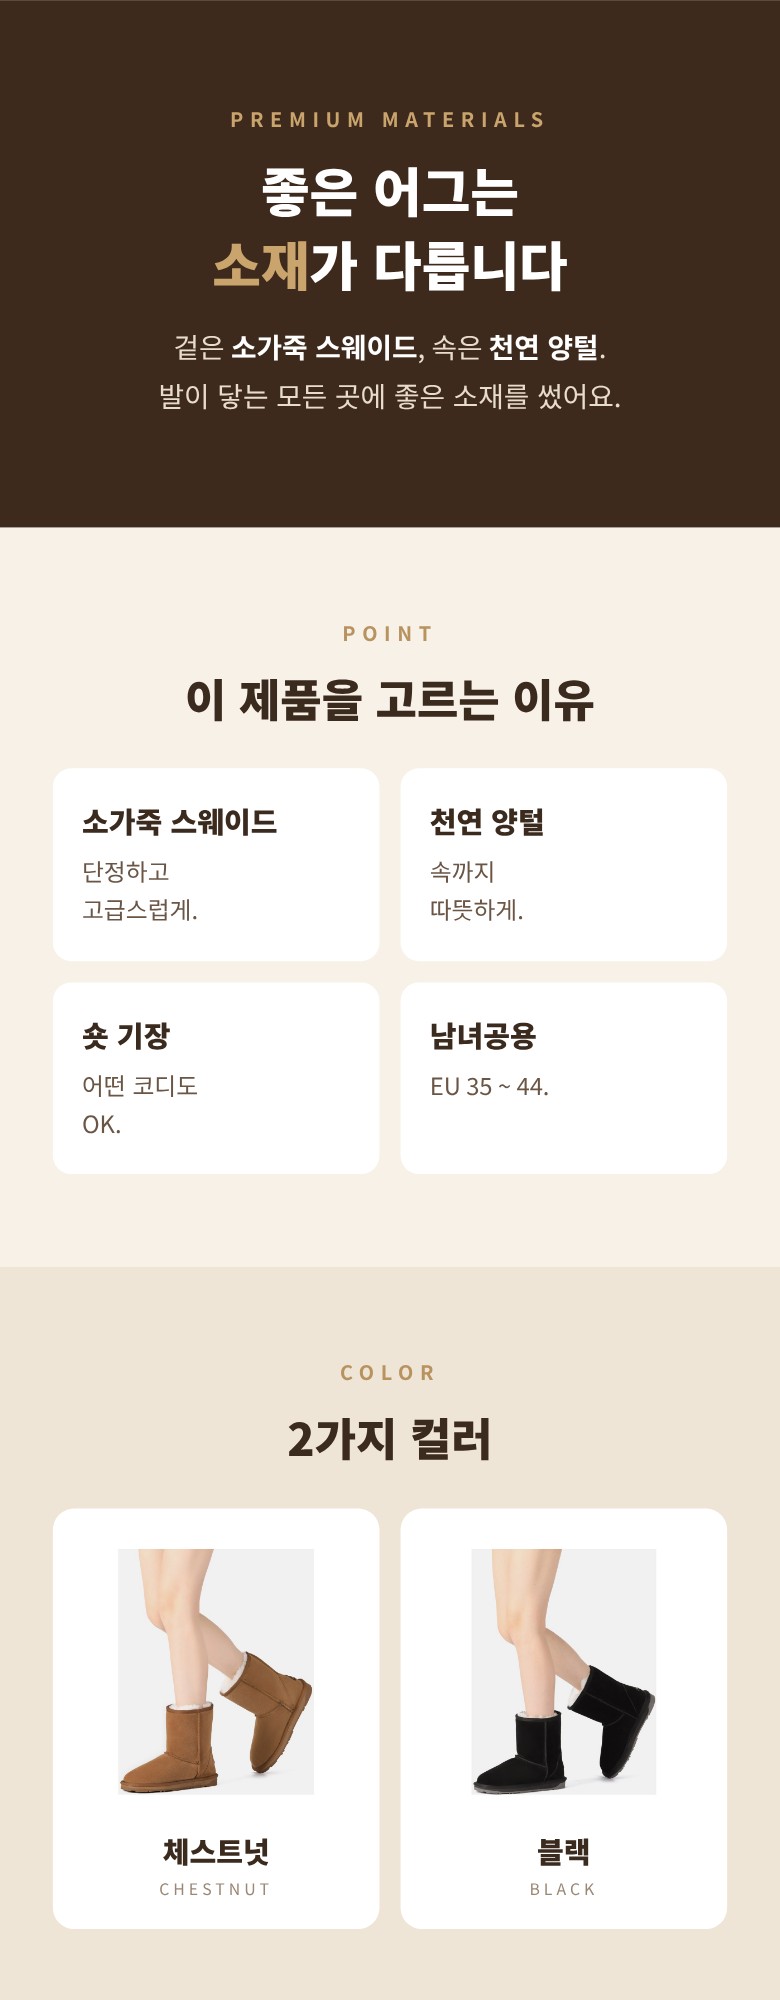 PREMIUM MATERIALS
좋은 어그는
소재가 다릅니다
겉은 소가죽 스웨이드, 속은 천연 양털.
발이 닿는 모든 곳에 좋은 소재를 썼어요.
POINT
이 제품을 고르는 이유
소가죽 스웨이드
단정하고
고급스럽게.
천연 양털
속까지
따뜻하게.
숏 기장
어떤 코디도
OK.
남녀공용
EU 35 ~ 44.
COLOR
2가지 컬러
체스트넛
CHESTNUT
블랙
BLACK